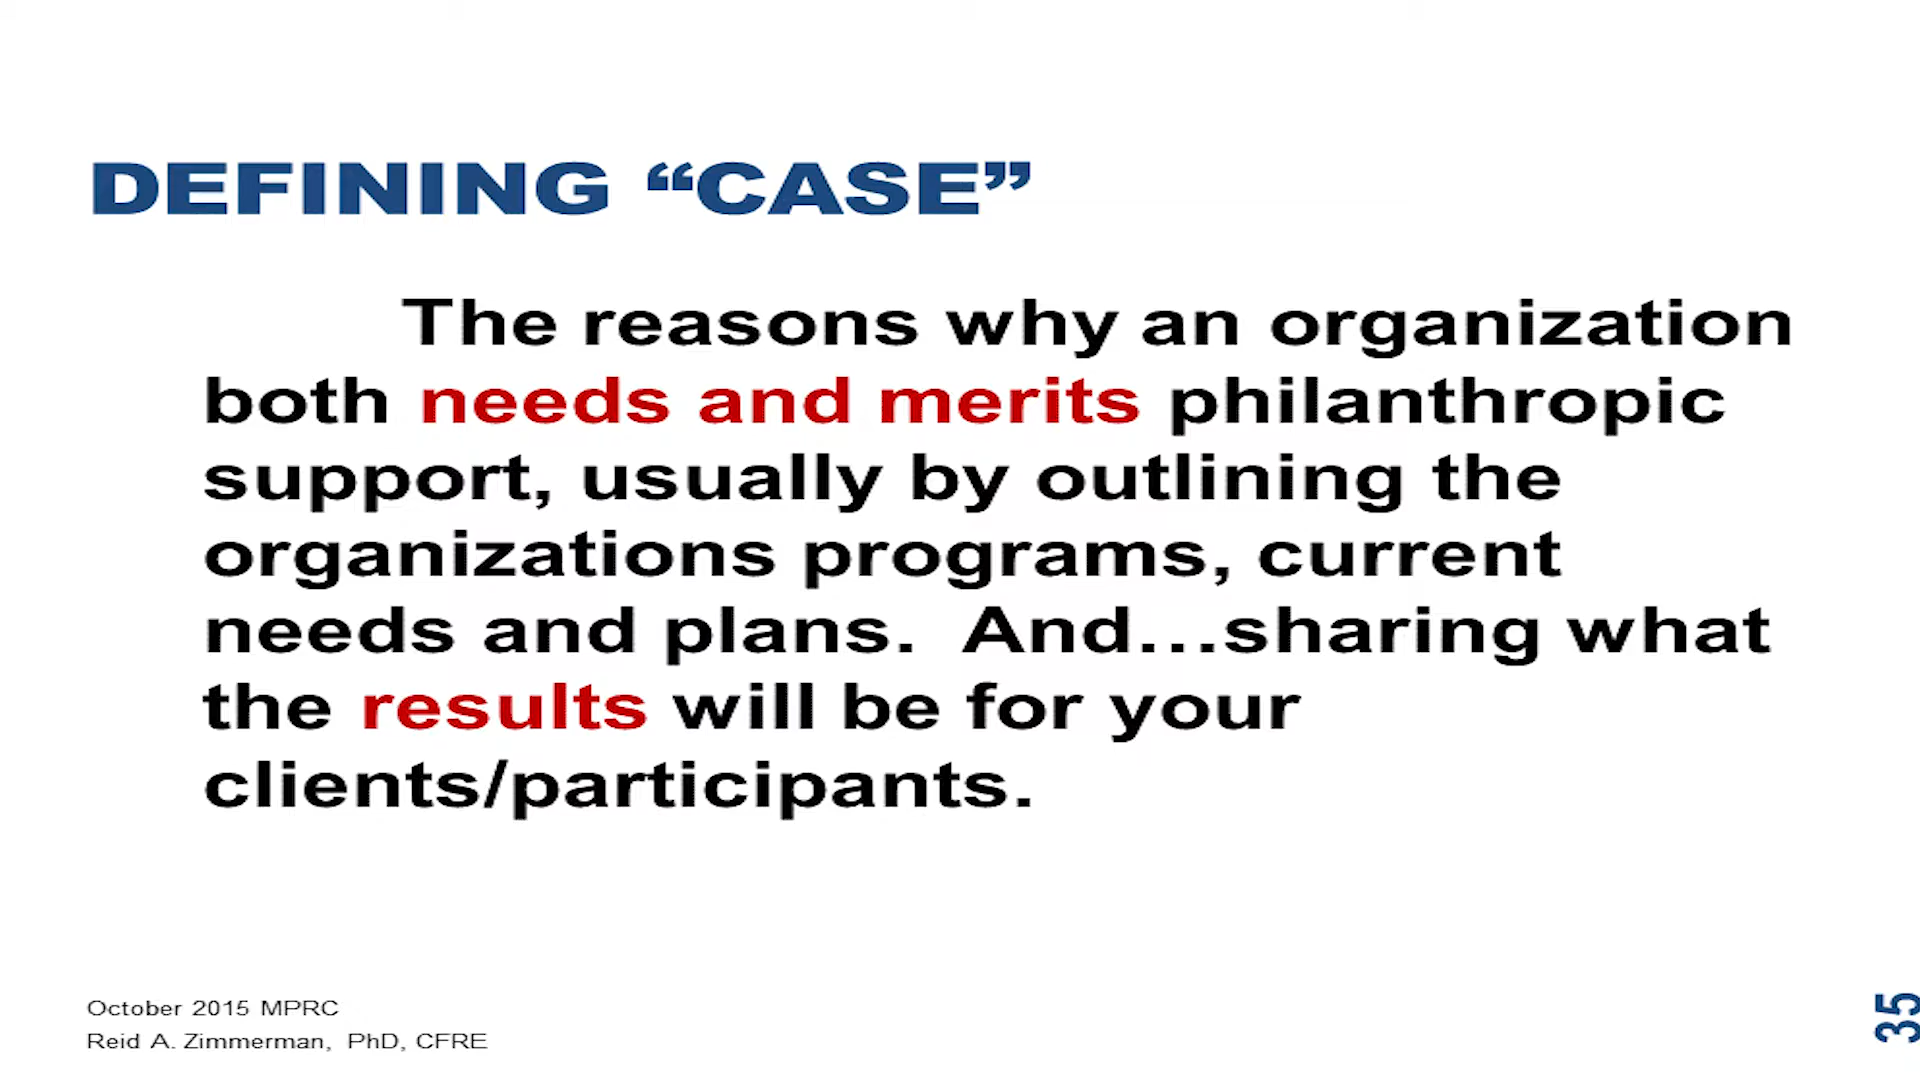 DEFINING “CASE”
The reasons why an organization
both needs and merits philanthropic
support, usually by outlining the
organizations programs, current
needs and plans.  And...sharing what
the results will be for your
clients/participants.
October 2015 MPRC
Reid A. Zimmerman, PhD, CFRE
35